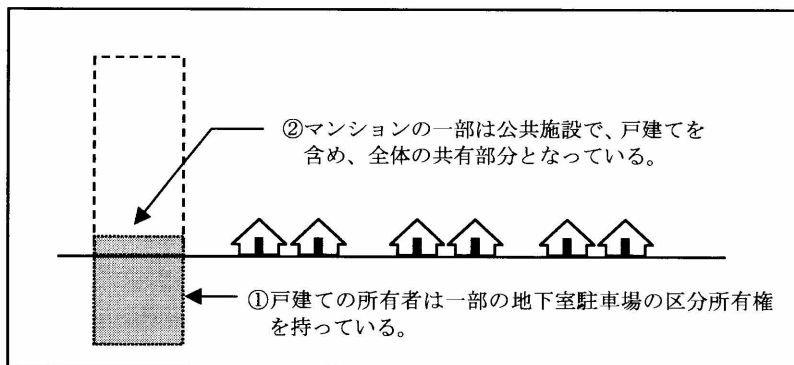 ②マンションの一部は公共施設で、戸建てを
含め、全体の共有部分となっている。
①戸建ての所有者は一部の地下室駐車場の区分所有権
を持っている。